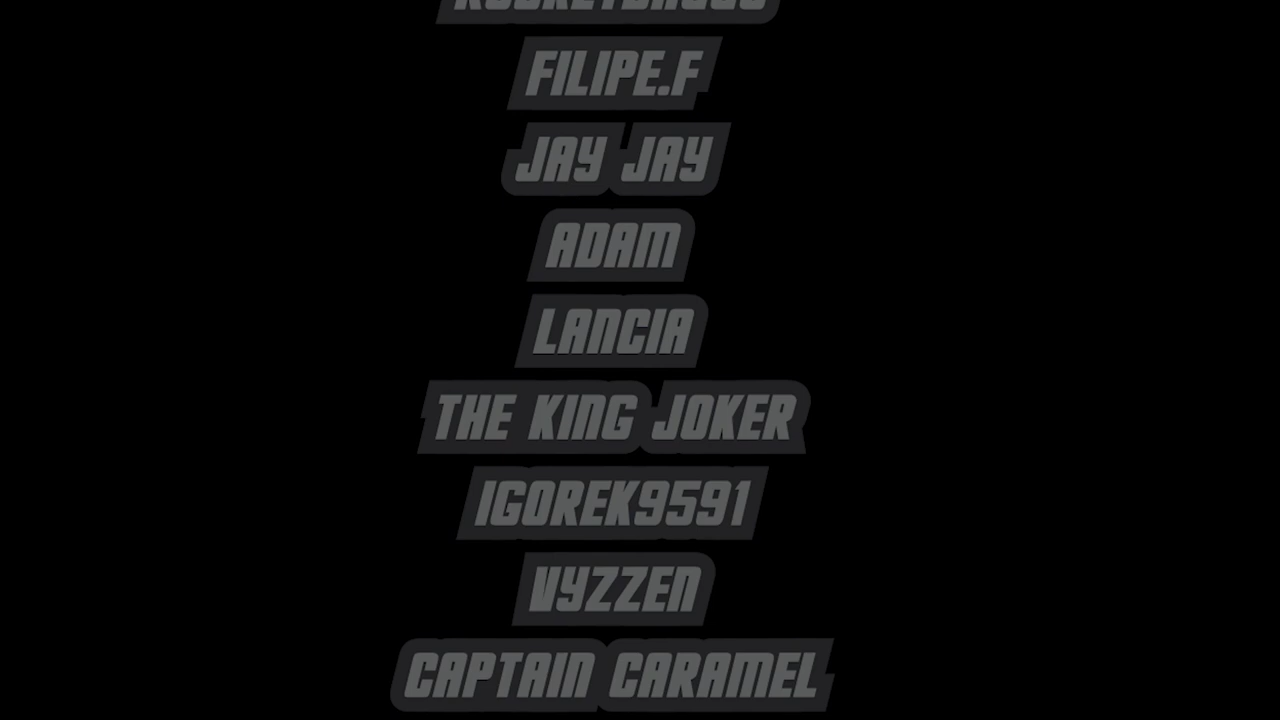 FILIPE.F
JAY JAY
ADAM
LANCIA
THE KING JOKER
IGOREK9591
VYZZEN
CAPTAIN CARAMEL